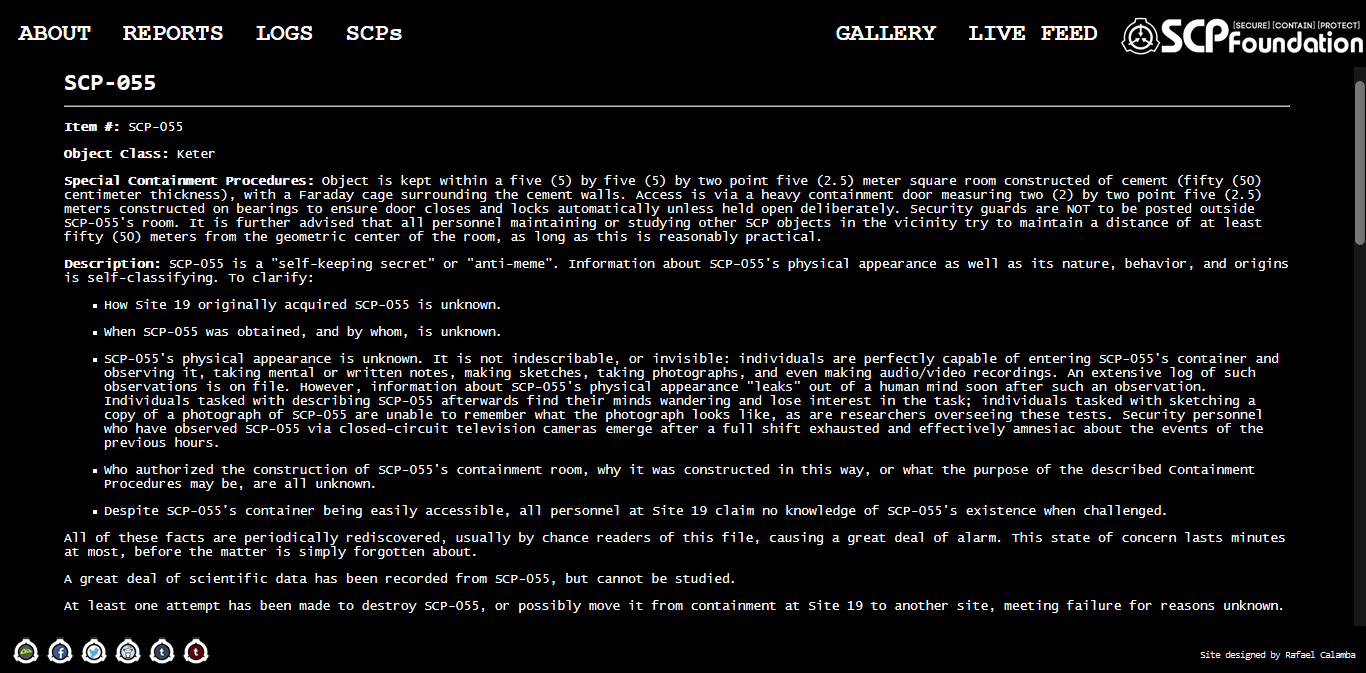 ABOUT REPORTS LOGS SCPs GALLERY LIVE FEED [SECURE] [CONTAIN] [PROTECT]
SCP Foundation
SCP-055
Item #: SCP-055
Object Class: Keter
Special Containment Procedures: Object is kept within a five (5) by five (5) by two point five (2.5) meter square room constructed of cement (fifty (50)
centimeter thickness), with a Faraday cage surrounding the cement walls. Access is via a heavy containment door measuring two (2) by two point five (2.5)
meters constructed on bearings to ensure door closes and locks automatically unless held open deliberately. Security guards are NOT to be posted outside
SCP-055's room. It is further advised that all personnel maintaining or studying other SCP objects in the vicinity try to maintain a distance of at least
fifty (50) meters from the geometric center of the room, as long as this is reasonably practical.
Description: SCP-055 is a "self-keeping secret" or "anti-meme". Information about SCP-055's physical appearance as well as its nature, behavior, and origins
is self-classifying. To clarify:
▪ How Site 19 originally acquired SCP-055 is unknown.
▪ When SCP-055 was obtained, and by whom, is unknown.
▪ SCP-055's physical appearance is unknown. It is not indescribable, or invisible: individuals are perfectly capable of entering SCP-055's container and
observing it, taking mental or written notes, making sketches, taking photographs, and even making audio/video recordings. An extensive log of such
observations is on file. However, information about SCP-055's physical appearance "leaks" out of a human mind soon after such an observation.
Individuals tasked with describing SCP-055 afterwards find their minds wandering and lose interest in the task; individuals tasked with sketching a
copy of a photograph of SCP-055 are unable to remember what the photograph looks like, as are researchers overseeing these tests. Security personnel
who have observed SCP-055 via closed-circuit television cameras emerge after a full shift exhausted and effectively amnesiac about the events of the
previous hours.
▪ Who authorized the construction of SCP-055's containment room, why it was constructed in this way, or what the purpose of the described Containment
Procedures may be, are all unknown.
▪ Despite SCP-055's container being easily accessible, all personnel at Site 19 claim no knowledge of SCP-055's existence when challenged.
All of these facts are periodically rediscovered, usually by chance readers of this file, causing a great deal of alarm. This state of concern lasts minutes
at most, before the matter is simply forgotten about.
A great deal of scientific data has been recorded from SCP-055, but cannot be studied.
At least one attempt has been made to destroy SCP-055, or possibly move it from containment at Site 19 to another site, meeting failure for reasons unknown.
Site designed by Rafael Calamba